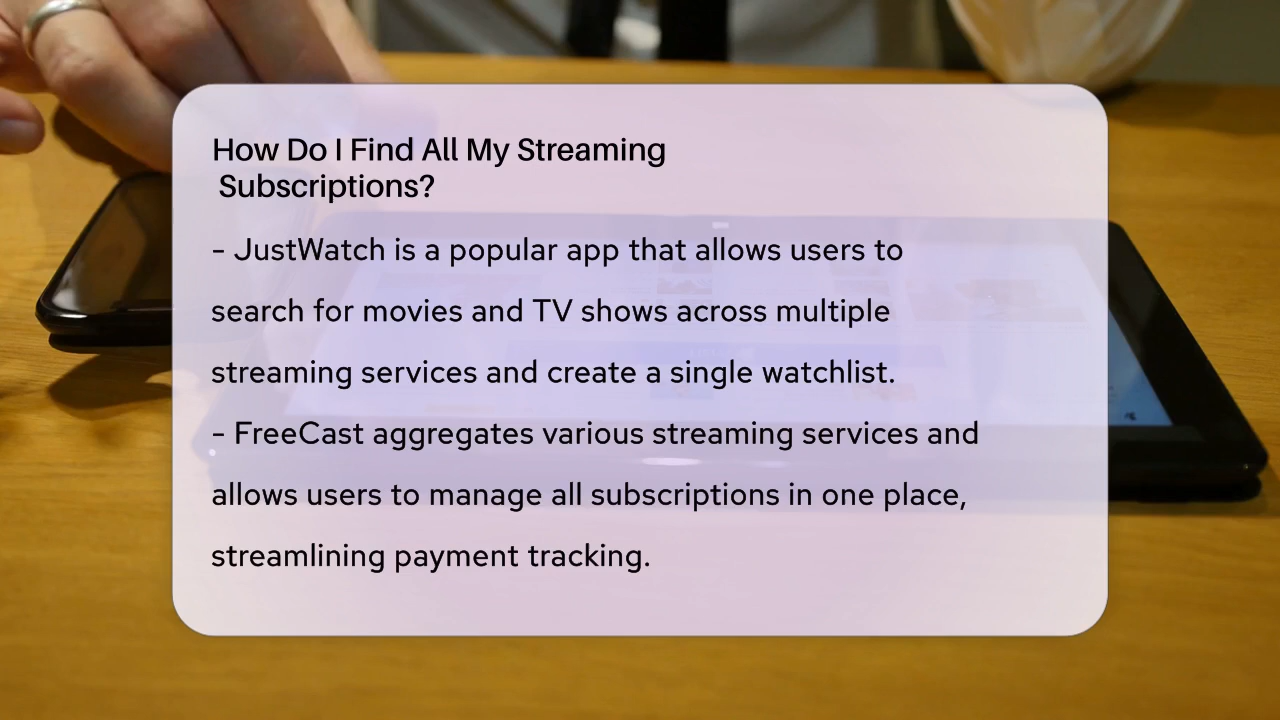 How Do I Find All My Streaming
Subscriptions?
- JustWatch is a popular app that allows users to
search for movies and TV shows across multiple
streaming services and create a single watchlist.
- FreeCast aggregates various streaming services and
allows users to manage all subscriptions in one place,
streamlining payment tracking.